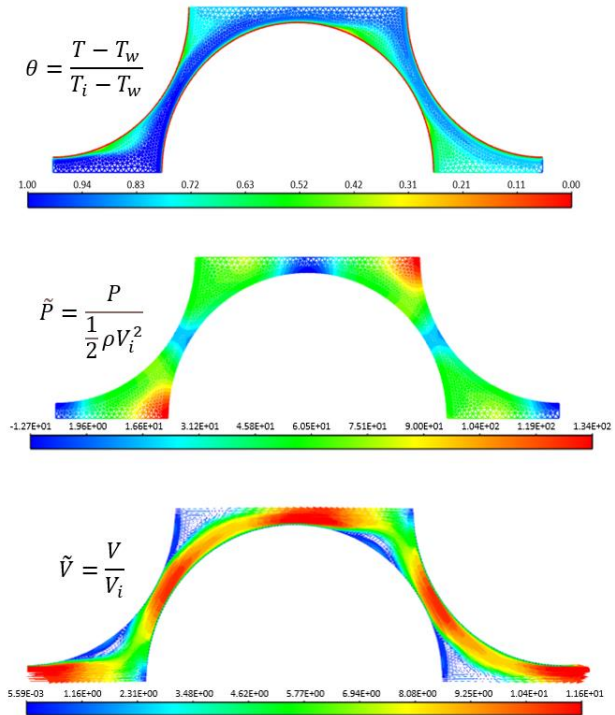 θ = (T − T_w)/(T_i − T_w)
1.00 0.94 0.83 0.72 0.63 0.52 0.42 0.31 0.21 0.11 0.00
P̃ = P/(1/2 ρV_i^2)
-1.27E+01 1.96E+00 1.66E+01 3.12E+01 4.58E+01 6.05E+01 7.51E+01 9.00E+01 1.04E+02 1.19E+02 1.34E+02
Ṽ = V/V_i
5.59E-03 1.16E+00 2.31E+00 3.48E+00 4.62E+00 5.77E+00 6.94E+00 8.08E+00 9.25E+00 1.04E+01 1.16E+01